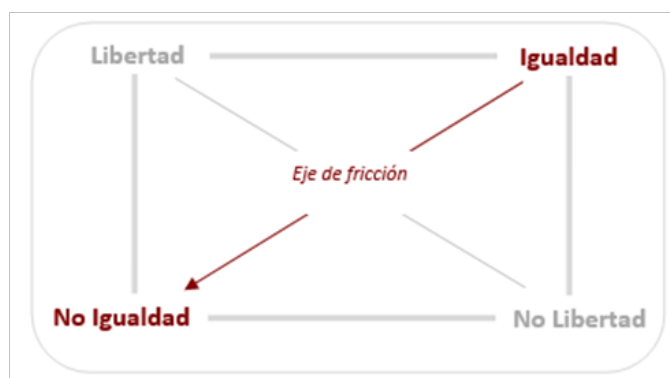 Libertad
Igualdad
Eje de fricción
No Igualdad
No Libertad